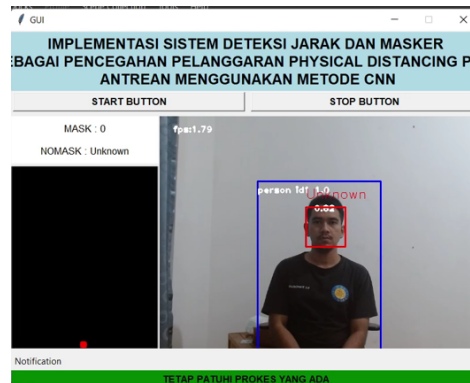 GUI
IMPLEMENTASI SISTEM DETEKSI JARAK DAN MASKER
EBAGAI PENCEGAHAN PELANGGARAN PHYSICAL DISTANCING P
ANTREAN MENGGUNAKAN METODE CNN
START BUTTON
STOP BUTTON
MASK : 0
NOMASK : Unknown
fps:1.79
person Id: 1.0
Unknown
0.82
Notification
TETAP PATUHI PROKES YANG ADA